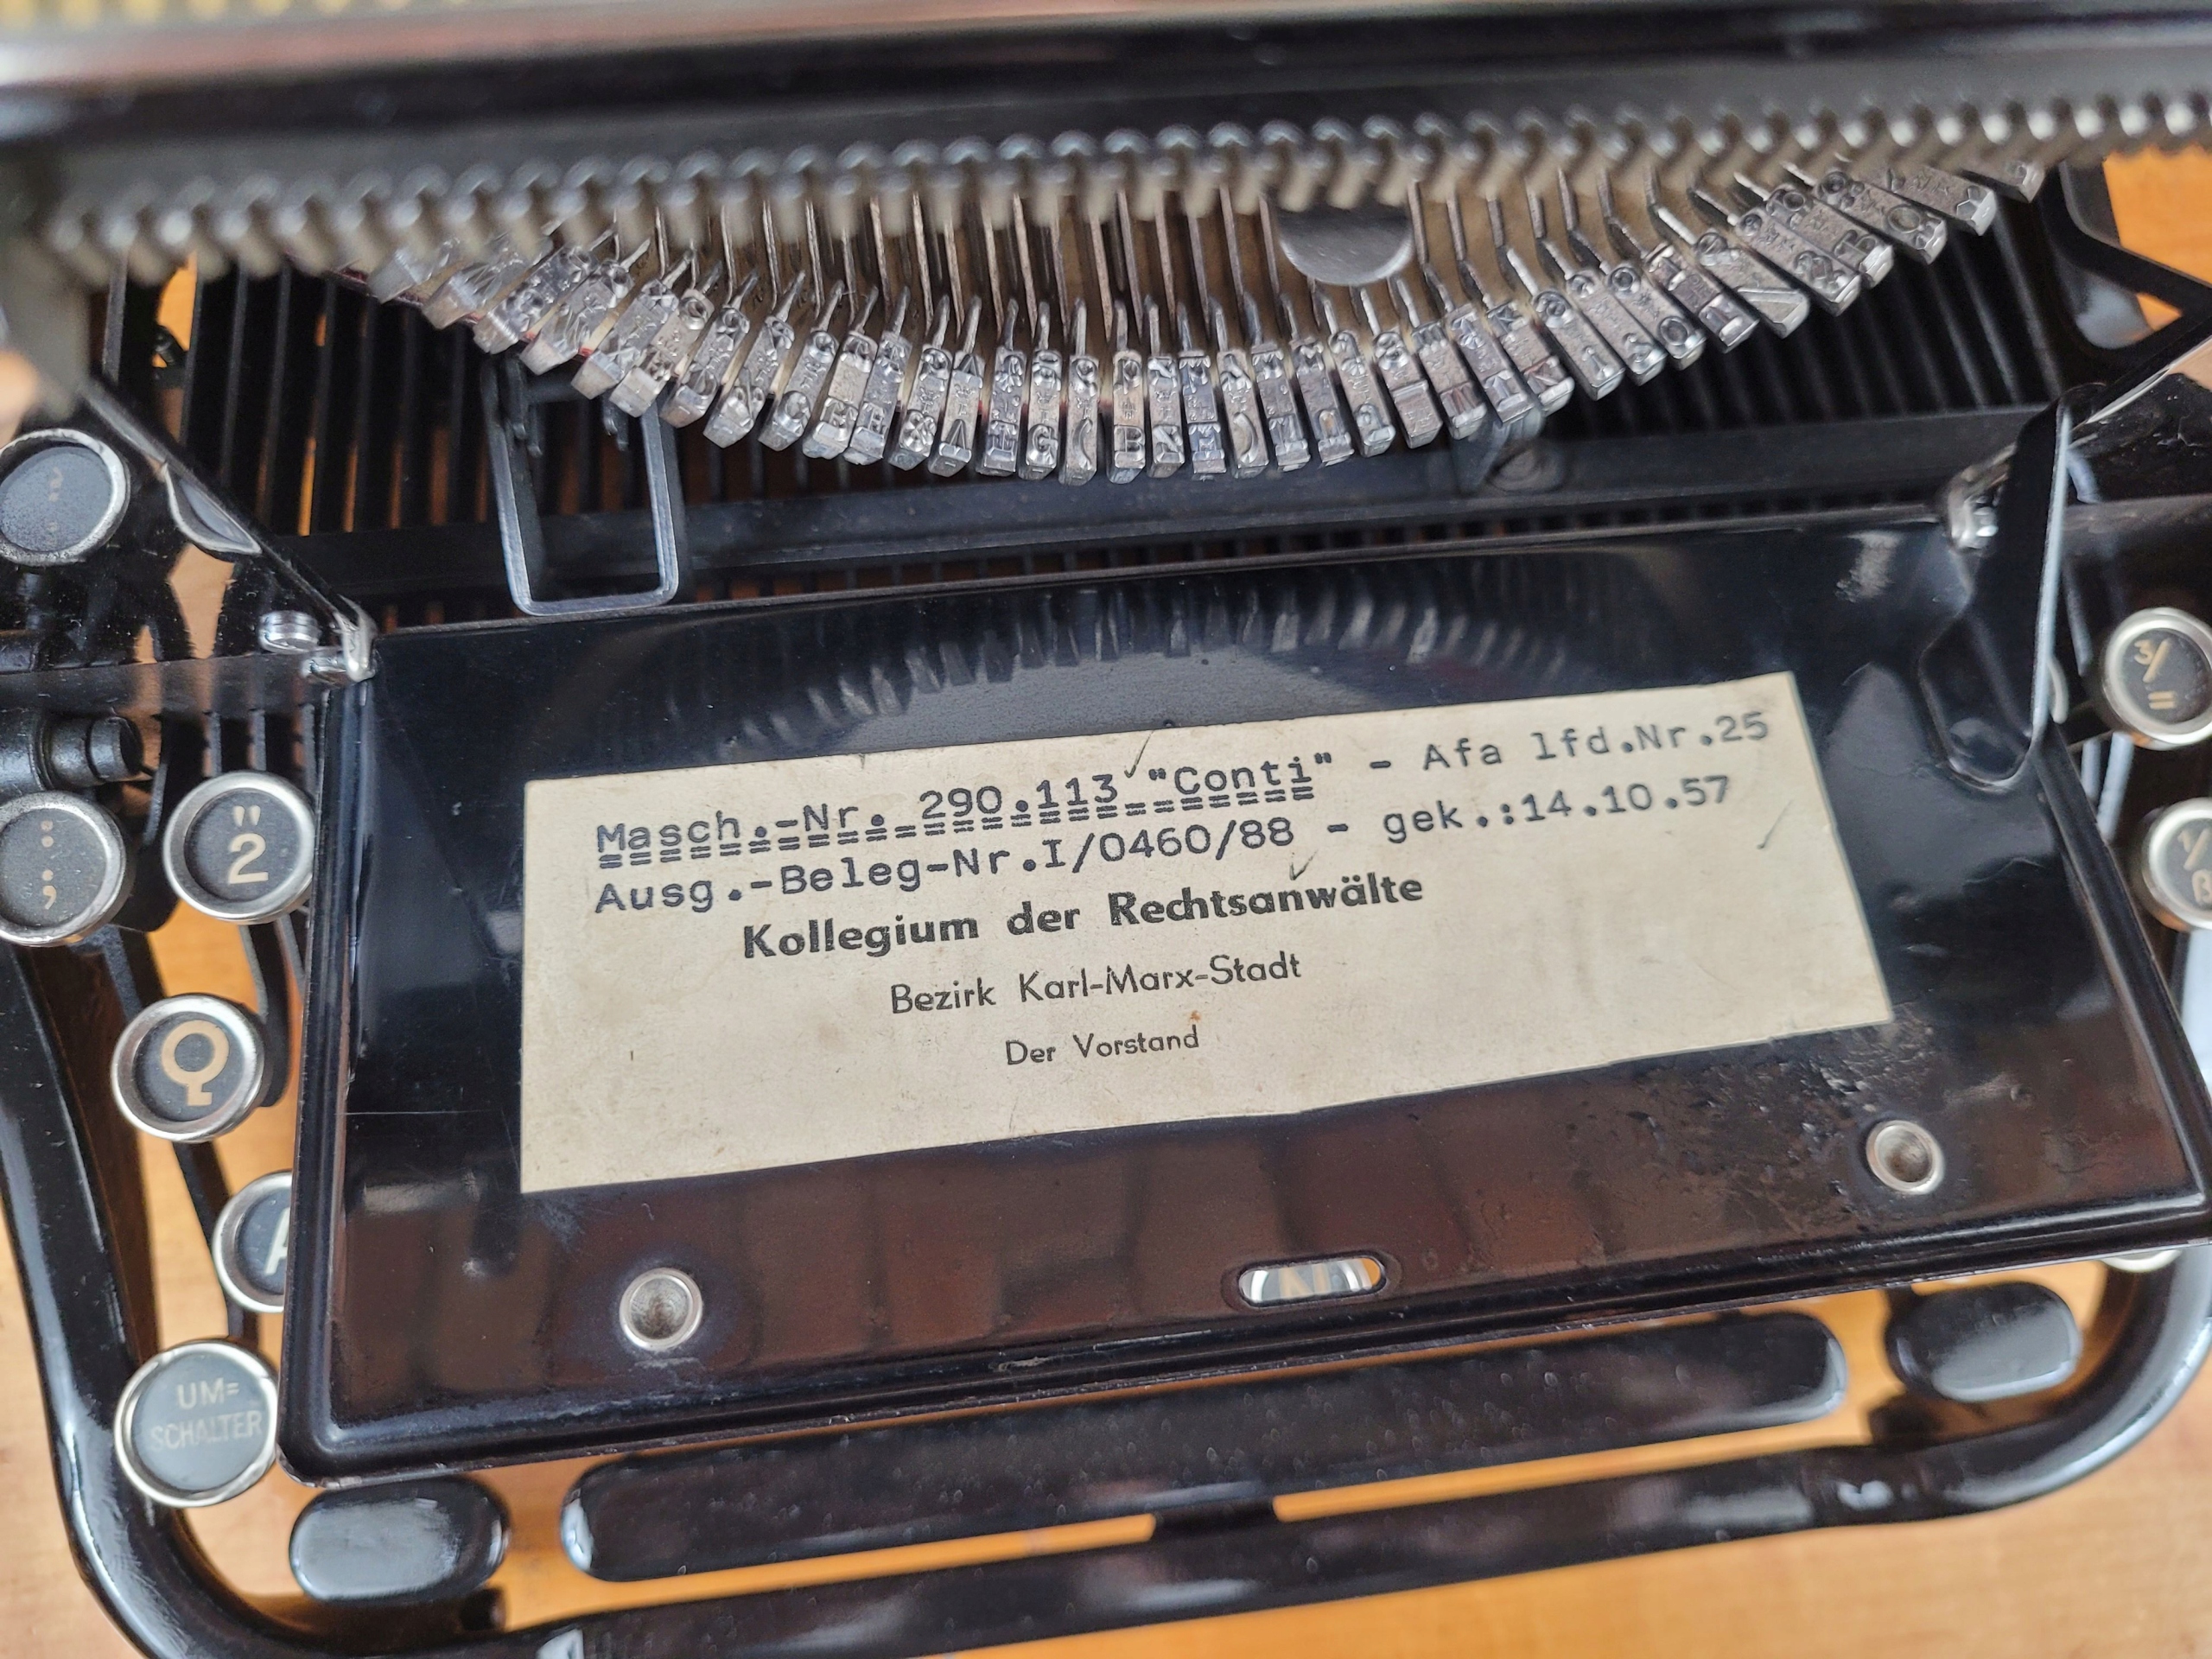 Masch.-Nr. 290.113 "Conti" - Afa lfd.Nr.25
Ausg.-Beleg-Nr.I/0460/88 - gek.:14.10.57
Kollegium der Rechtsanwälte
Bezirk Karl-Marx-Stadt
Der Vorstand
" 2
Q
A
UM=
SCHALTER